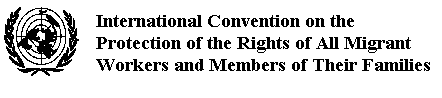 International Convention on the
Protection of the Rights of All Migrant
Workers and Members of Their Families